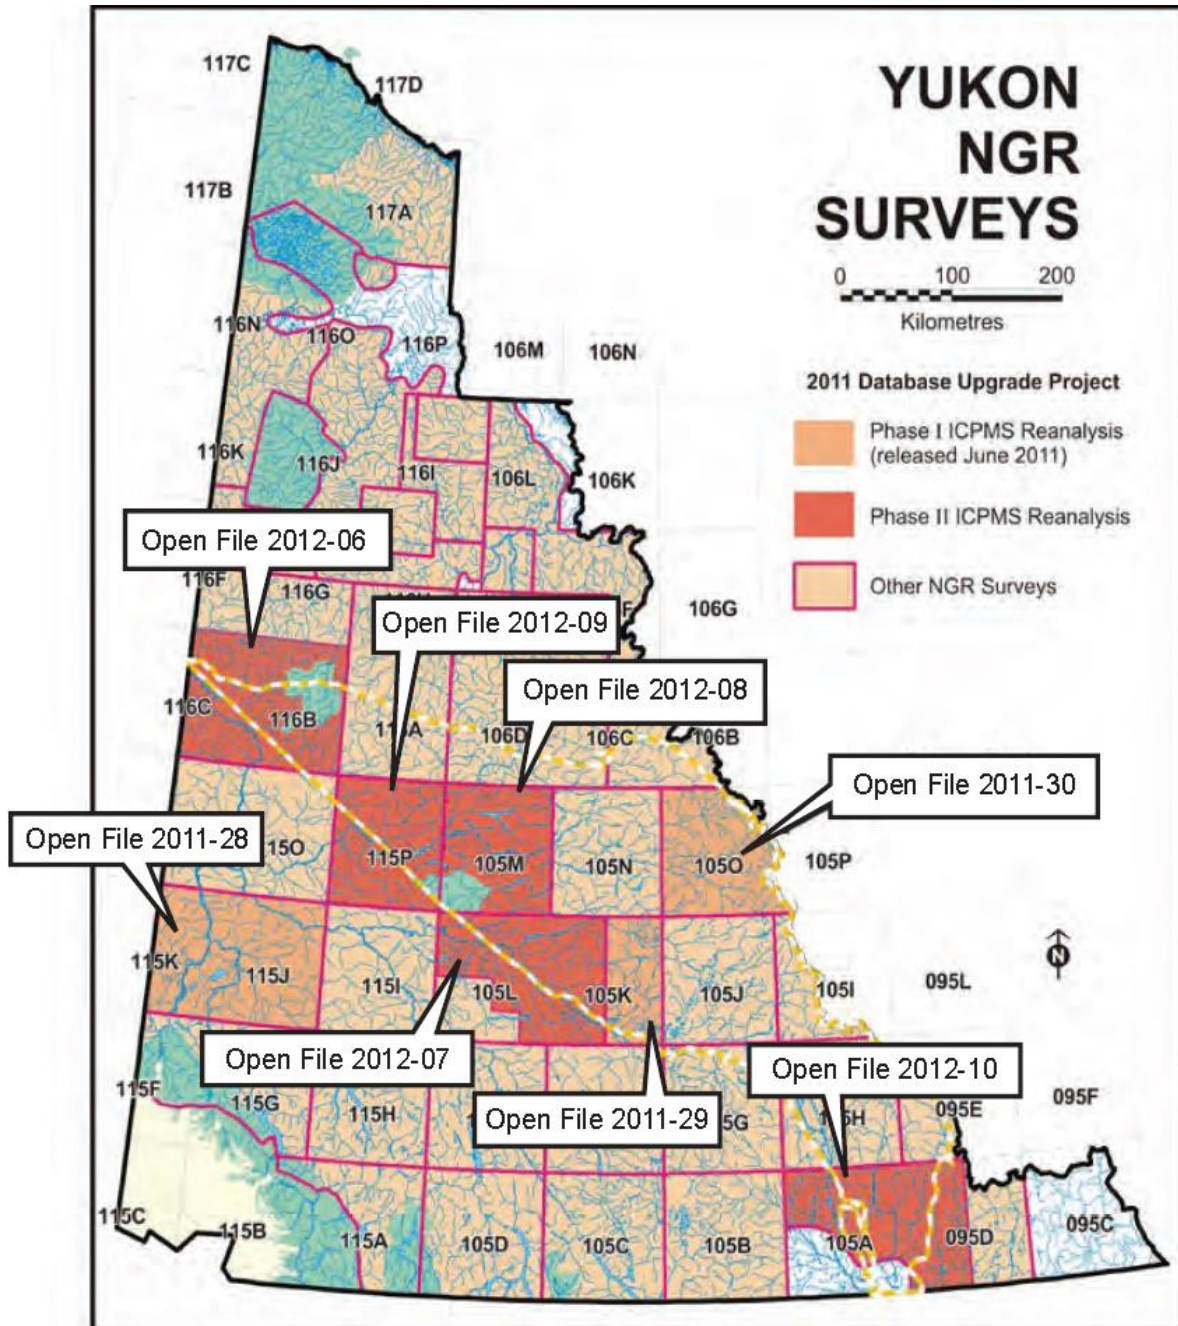 117C
117D
YUKON
NGR
SURVEYS
117B
117A
0 100 200
Kilometres
116N
116O
116P
106M
106N
2011 Database Upgrade Project
Phase I ICPMS Reanalysis
(released June 2011)
116K
116J
116I
106L
106K
Phase II ICPMS Reanalysis
Open File 2012-06
116F
116G
Other NGR Surveys
106G
Open File 2012-09
Open File 2012-08
116C
116B
106D
106C
106B
Open File 2011-30
Open File 2011-28
115P
105M
105N
105O
105P
N
115K
115J
115I
105L
105K
105J
105I
095L
Open File 2012-07
Open File 2012-10
115F
115G
115H
Open File 2011-29
095E
095F
115C
115B
115A
105D
105C
105B
105A
095D
095C